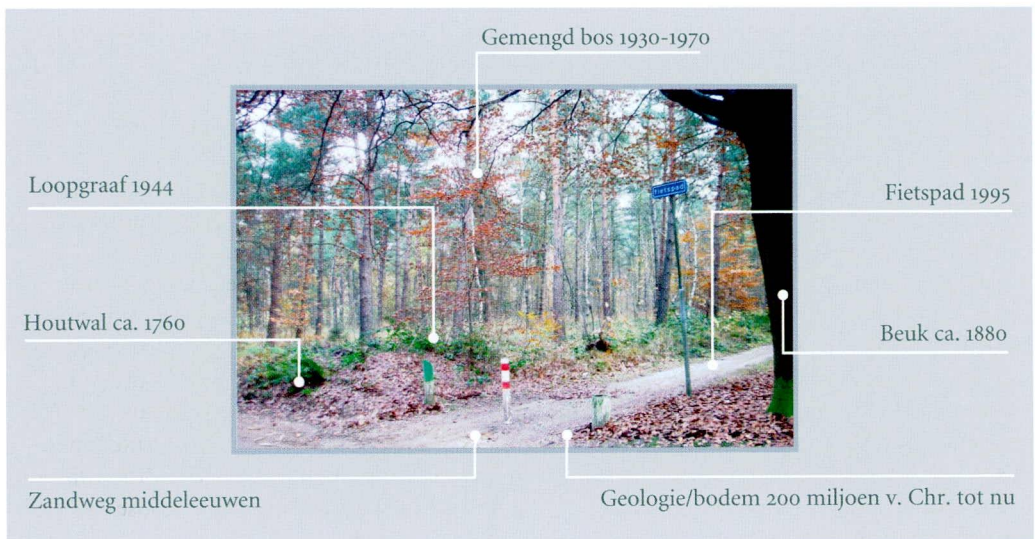 Gemengd bos 1930-1970
Loopgraaf 1944
fietspad
Fietspad 1995
Houtwal ca. 1760
Beuk ca. 1880
Zandweg middeleeuwen
Geologie/bodem 200 miljoen v. Chr. tot nu